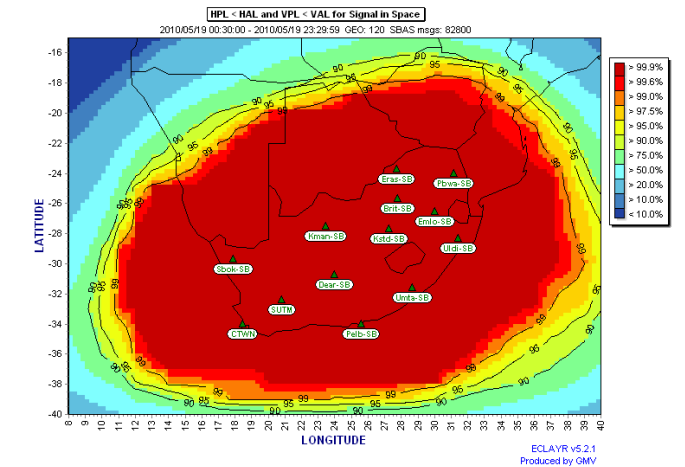 HPL < HAL and VPL < VAL for Signal in Space
2010/05/19 00:30:00 - 2010/05/19 23:29:59 GEO: 120 SBAS msgs: 82800
-16
-18
-20
-22
-24
-26
-28
-30
-32
-34
-36
-38
-40
LATITUDE
8 9 10 11 12 13 14 15 16 17 18 19 20 21 22 23 24 25 26 27 28 29 30 31 32 33 34 35 36 37 38 39 40
LONGITUDE
Eras-SB
Pbwa-SB
Brit-SB
Emlo-SB
Kman-SB
Kstd-SB
Uldi-SB
Sbok-SB
Dear-SB
Umta-SB
SUTM
CTWN
Pelb-SB
90
95
99
> 99.9%
> 99.6%
> 99.0%
> 97.5%
> 95.0%
> 90.0%
> 75.0%
> 50.0%
> 20.0%
> 10.0%
< 10.0%
ECLAYR v5.2.1
Produced by GMV